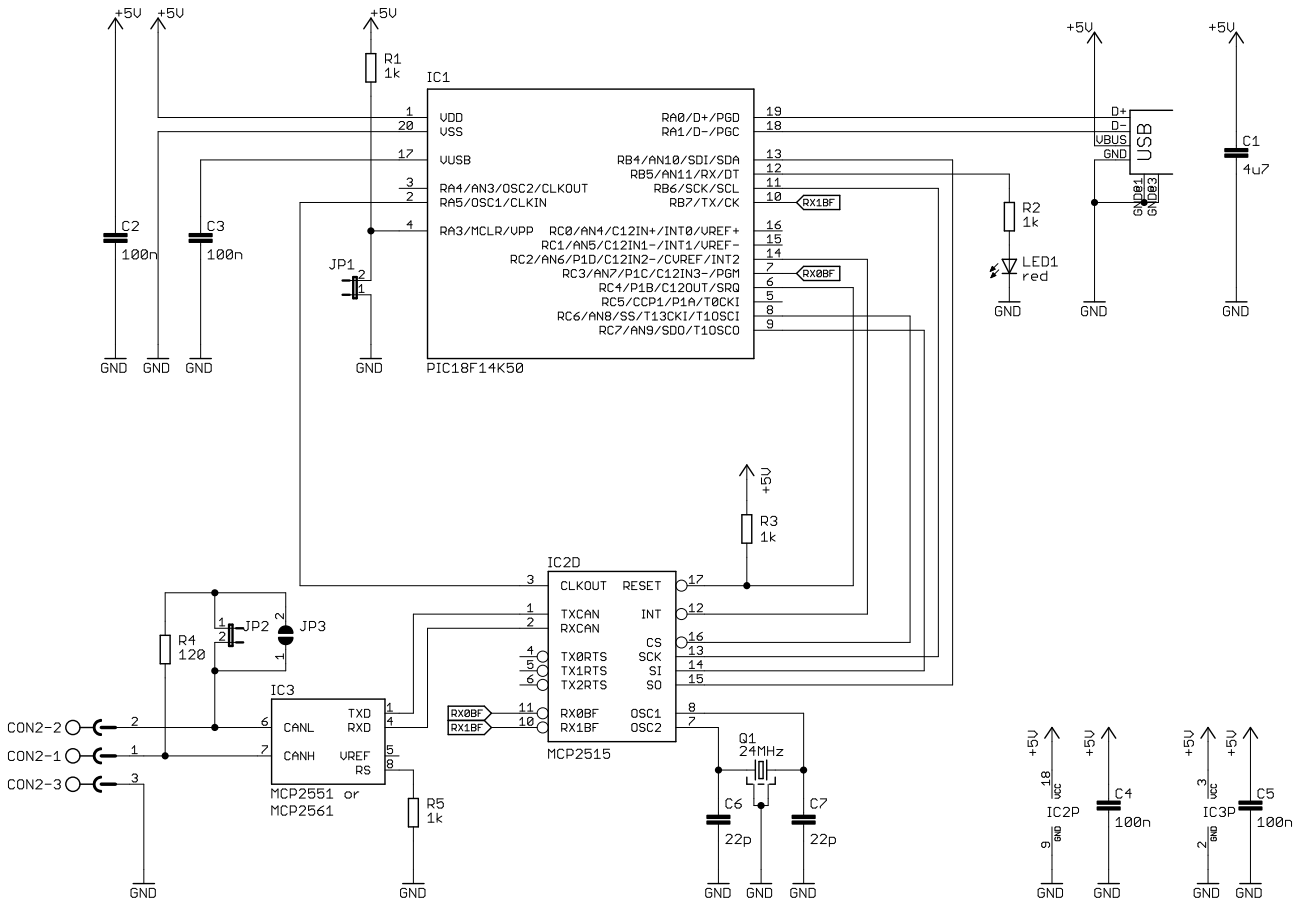 +5V
+5V
+5V
+5V
+5V
R1
1k
IC1
1 VDD
20 VSS
17 VUSB
3 RA4/AN3/OSC2/CLKOUT
2 RA5/OSC1/CLKIN
4 RA3/MCLR/VPP
RA0/D+/PGD 19
RA1/D-/PGC 18
RB4/AN10/SDI/SDA 13
RB5/AN11/RX/DT 12
RB6/SCK/SCL 11
RB7/TX/CK 10
RX1BF
RC0/AN4/C12IN+/INT0/VREF+ 16
RC1/AN5/C12IN1-/INT1/VREF- 15
RC2/AN6/P1D/C12IN2-/CVREF/INT2 14
RC3/AN7/P1C/C12IN3-/PGM 7
RX0BF
RC4/P1B/C12OUT/SRQ 6
RC5/CCP1/P1A/T0CKI 5
RC6/AN8/SS/T13CKI/T1OSCI 8
RC7/AN9/SDO/T1OSCO 9
PIC18F14K50
D+
D-
VBUS
GND
USB
GND@1
GND@3
C1
4u7
R2
1k
LED1
red
GND
GND
GND
C2
100n
C3
100n
JP1
2
1
GND
GND
GND
GND
+5V
R3
1k
IC2D
3 CLKOUT
1 TXCAN
2 RXCAN
4 TX0RTS
5 TX1RTS
6 TX2RTS
RX0BF 11 RX0BF
RX1BF 10 RX1BF
RESET 17
INT 12
CS 16
SCK 13
SI 14
SO 15
OSC1 8
OSC2 7
MCP2515
R4
120
1
2
JP2
2
1
JP3
IC3
CON2-2 2
CON2-1 1
CON2-3 3
6 CANL
7 CANH
TXD 1
RXD 4
VREF 5
RS 8
MCP2551 or
MCP2561
R5
1k
Q1
24MHz
C6
22p
C7
22p
GND
GND
GND
GND
GND
+5V
+5V
+5V
+5V
18
VCC
IC2P
9
GND
C4
100n
3
VCC
IC3P
2
GND
C5
100n
GND
GND
GND
GND